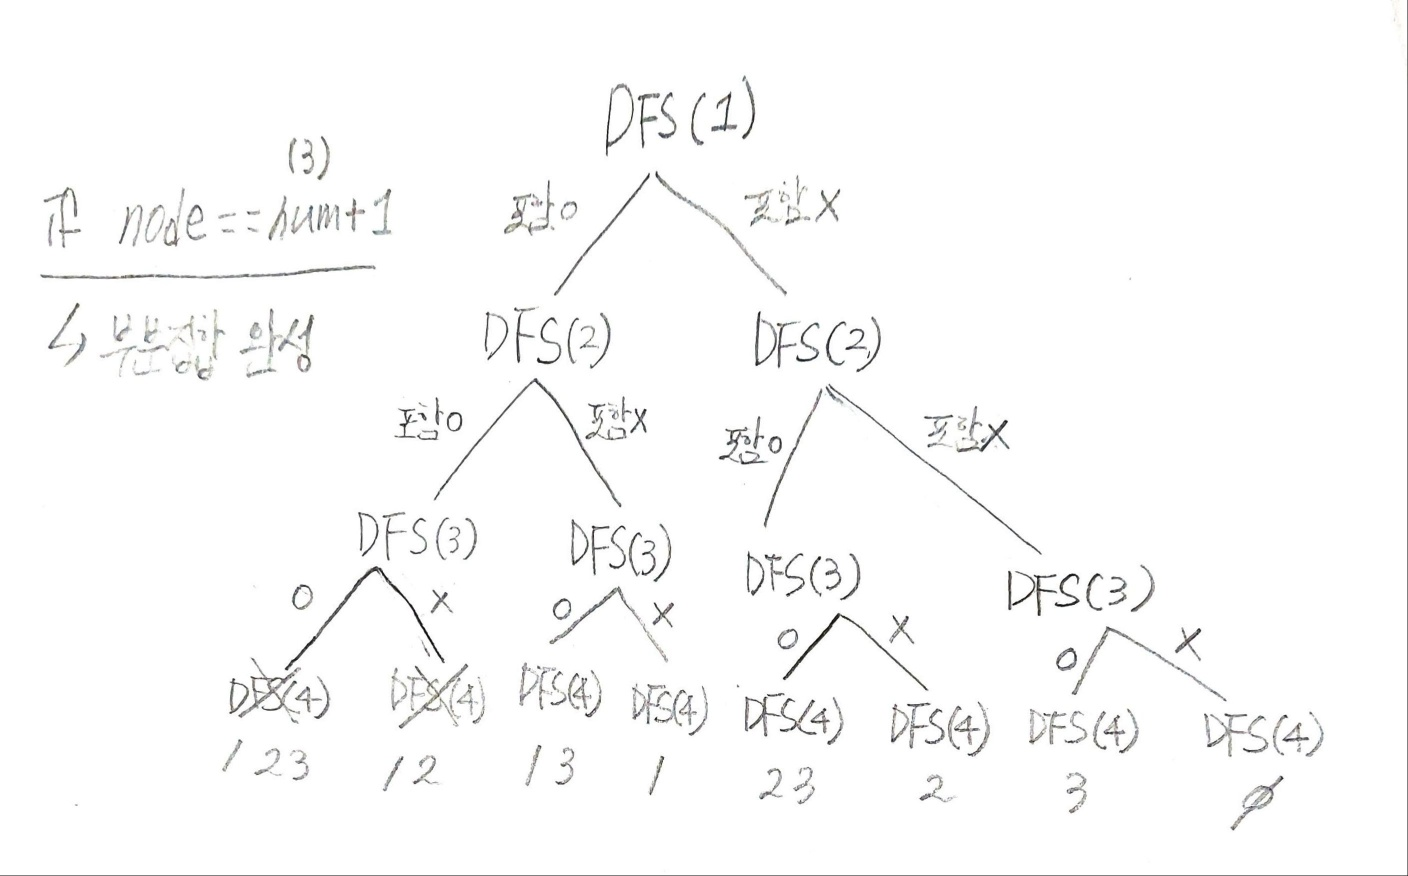 DFS(1)
(3)
if node==num+1
포함O 포함X
↳ 부분집합 완성
DFS(2) DFS(2)
포함O 포함X 포함O 포함X
DFS(3) DFS(3) DFS(3) DFS(3)
O X O X O X O X
DFS(4) DFS(4) DFS(4) DFS(4) DFS(4) DFS(4) DFS(4) DFS(4)
123 12 13 1 23 2 3 ∅